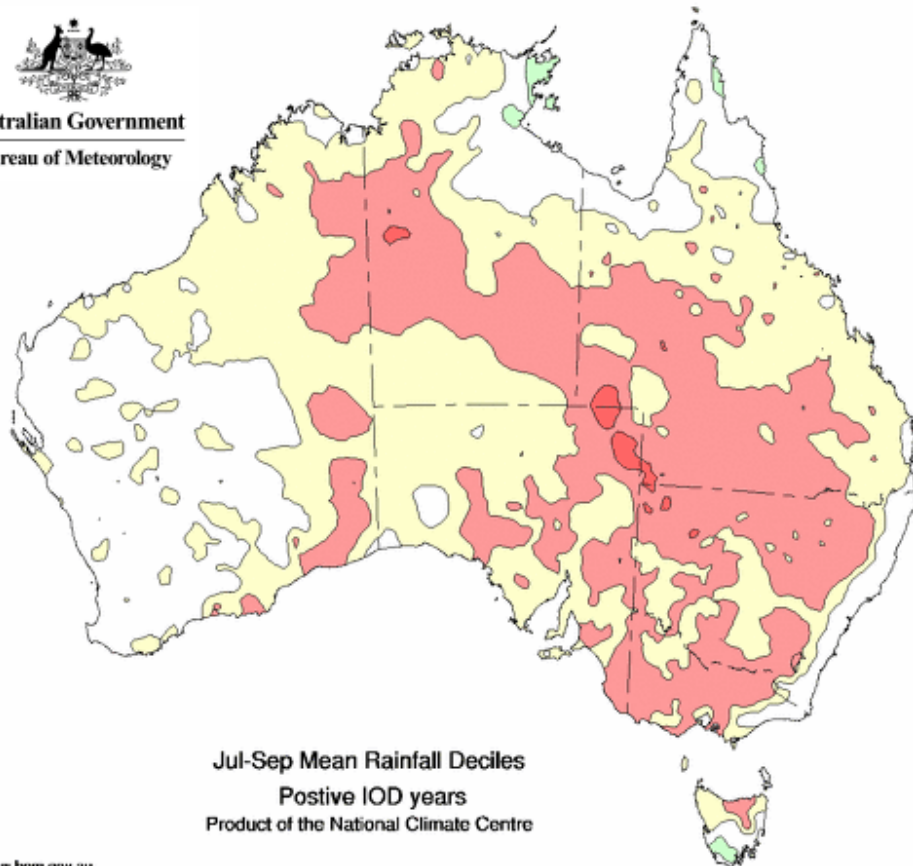 tralian Government
reau of Meteorology
Jul-Sep Mean Rainfall Deciles
Postive IOD years
Product of the National Climate Centre